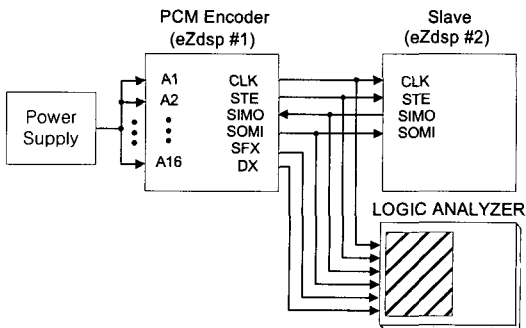 PCM Encoder
(eZdsp #1)
Slave
(eZdsp #2)
Power
Supply
A1
A2
A16
CLK
STE
SIMO
SOMI
SFX
DX
CLK
STE
SIMO
SOMI
LOGIC ANALYZER